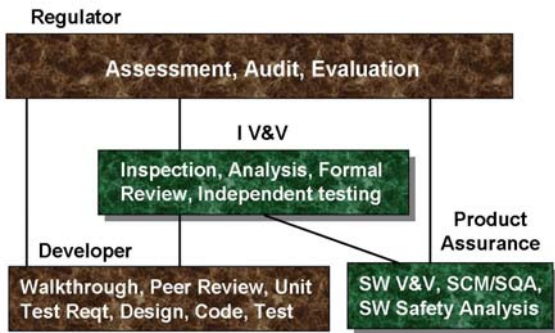 Regulator
Assessment, Audit, Evaluation
I V&V
Inspection, Analysis, Formal
Review, Independent testing
Product
Assurance
Developer
Walkthrough, Peer Review, Unit
Test Reqt, Design, Code, Test
SW V&V, SCM/SQA,
SW Safety Analysis